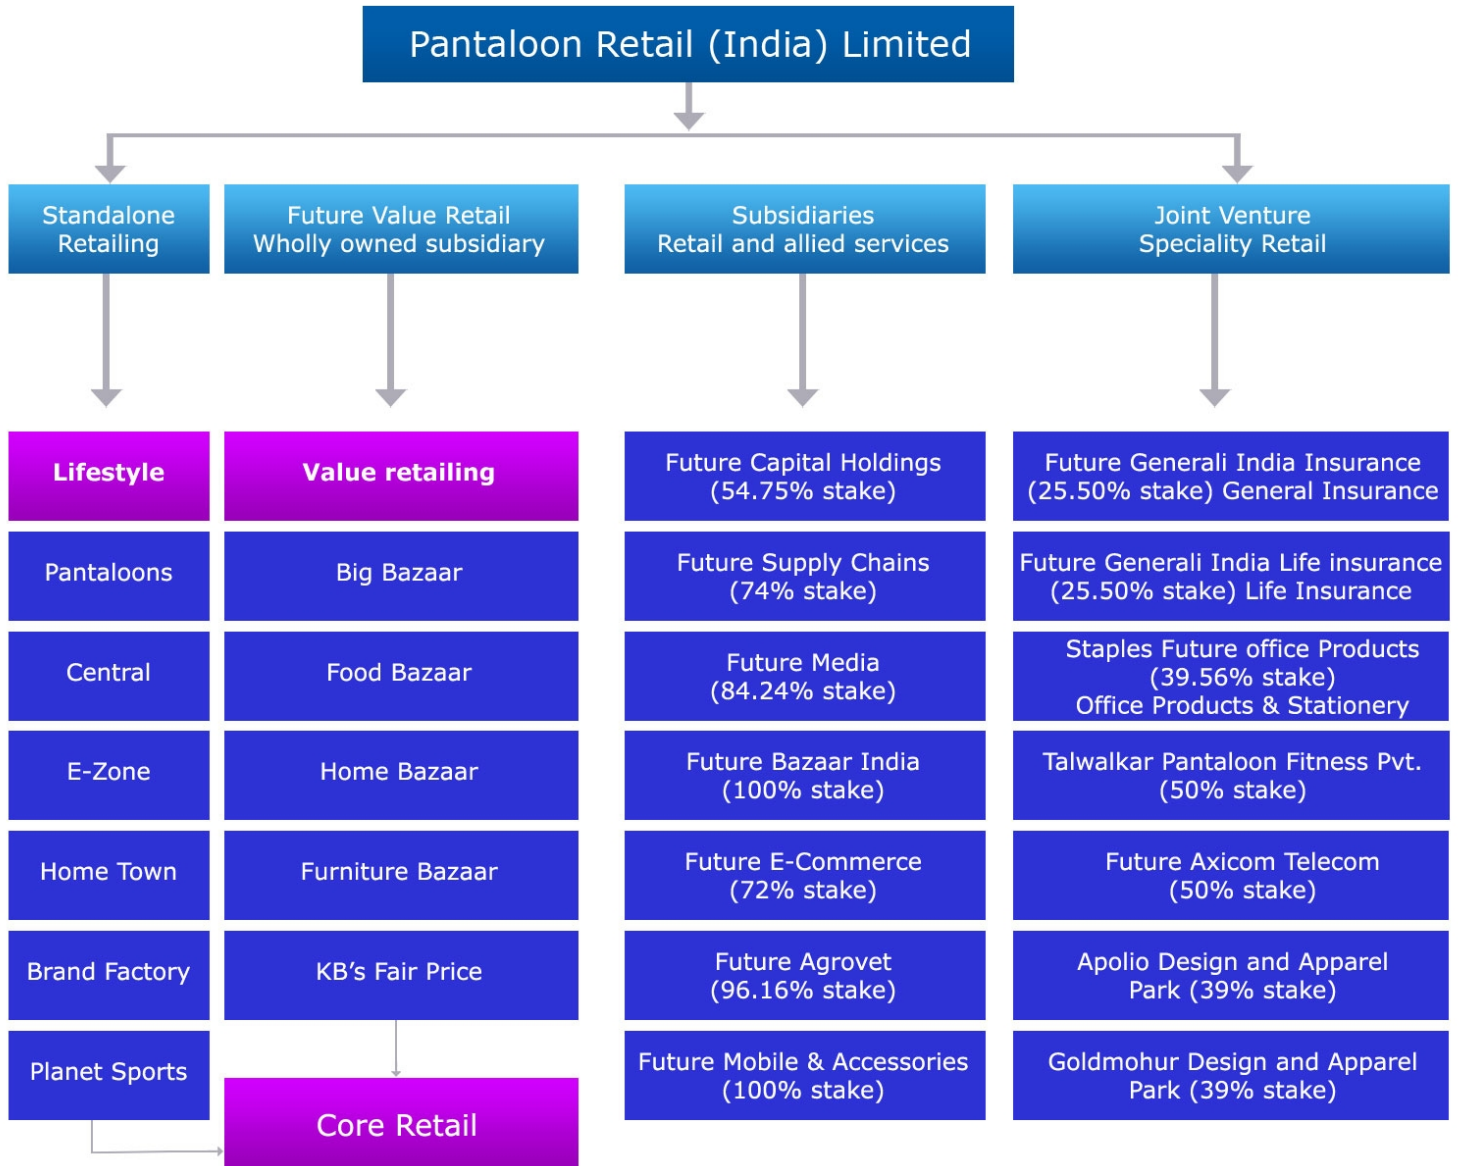 Pantaloon Retail (India) Limited
Standalone
Retailing
Future Value Retail
Wholly owned subsidiary
Subsidiaries
Retail and allied services
Joint Venture
Speciality Retail
Lifestyle
Pantaloons
Central
E-Zone
Home Town
Brand Factory
Planet Sports
Value retailing
Big Bazaar
Food Bazaar
Home Bazaar
Furniture Bazaar
KB’s Fair Price
Core Retail
Future Capital Holdings
(54.75% stake)
Future Supply Chains
(74% stake)
Future Media
(84.24% stake)
Future Bazaar India
(100% stake)
Future E-Commerce
(72% stake)
Future Agrovet
(96.16% stake)
Future Mobile & Accessories
(100% stake)
Future Generali India Insurance
(25.50% stake) General Insurance
Future Generali India Life insurance
(25.50% stake) Life Insurance
Staples Future office Products
(39.56% stake)
Office Products & Stationery
Talwalkar Pantaloon Fitness Pvt.
(50% stake)
Future Axicom Telecom
(50% stake)
Apolio Design and Apparel
Park (39% stake)
Goldmohur Design and Apparel
Park (39% stake)